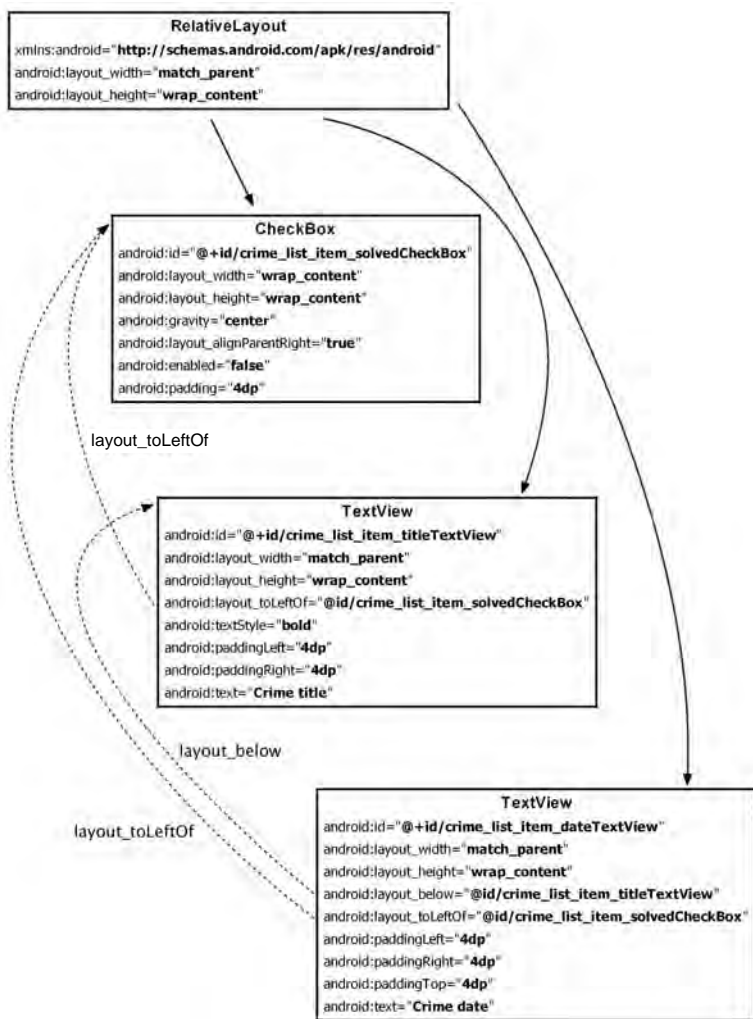 RelativeLayout
xmlns:android="http://schemas.android.com/apk/res/android"
android:layout_width="match_parent"
android:layout_height="wrap_content"
CheckBox
android:id="@+id/crime_list_item_solvedCheckBox"
android:layout_width="wrap_content"
android:layout_height="wrap_content"
android:gravity="center"
android:layout_alignParentRight="true"
android:enabled="false"
android:padding="4dp"
layout_toLeftOf
TextView
android:id="@+id/crime_list_item_titleTextView"
android:layout_width="match_parent"
android:layout_height="wrap_content"
android:layout_toLeftOf="@id/crime_list_item_solvedCheckBox"
android:textStyle="bold"
android:paddingLeft="4dp"
android:paddingRight="4dp"
android:text="Crime title"
layout_below
layout_toLeftOf
TextView
android:id="@+id/crime_list_item_dateTextView"
android:layout_width="match_parent"
android:layout_height="wrap_content"
android:layout_below="@id/crime_list_item_titleTextView"
android:layout_toLeftOf="@id/crime_list_item_solvedCheckBox"
android:paddingLeft="4dp"
android:paddingRight="4dp"
android:paddingTop="4dp"
android:text="Crime date"